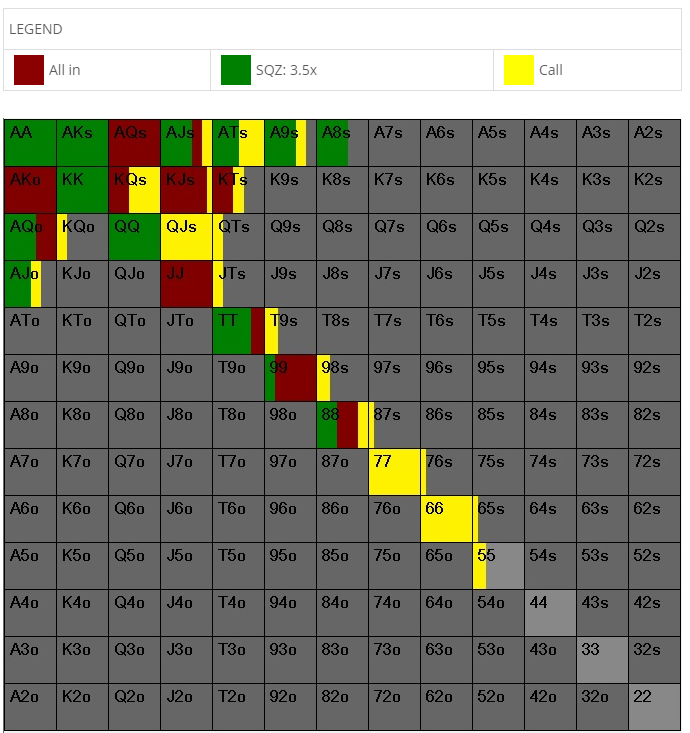 LEGEND
All in SQZ: 3.5x Call
AA AKs AQs AJs ATs A9s A8s A7s A6s A5s A4s A3s A2s
AKo KK KQs KJs KTs K9s K8s K7s K6s K5s K4s K3s K2s
AQo KQo QQ QJs QTs Q9s Q8s Q7s Q6s Q5s Q4s Q3s Q2s
AJo KJo QJo JJ JTs J9s J8s J7s J6s J5s J4s J3s J2s
ATo KTo QTo JTo TT T9s T8s T7s T6s T5s T4s T3s T2s
A9o K9o Q9o J9o T9o 99 98s 97s 96s 95s 94s 93s 92s
A8o K8o Q8o J8o T8o 98o 88 87s 86s 85s 84s 83s 82s
A7o K7o Q7o J7o T7o 97o 87o 77 76s 75s 74s 73s 72s
A6o K6o Q6o J6o T6o 96o 86o 76o 66 65s 64s 63s 62s
A5o K5o Q5o J5o T5o 95o 85o 75o 65o 55 54s 53s 52s
A4o K4o Q4o J4o T4o 94o 84o 74o 64o 54o 44 43s 42s
A3o K3o Q3o J3o T3o 93o 83o 73o 63o 53o 43o 33 32s
A2o K2o Q2o J2o T2o 92o 82o 72o 62o 52o 42o 32o 22